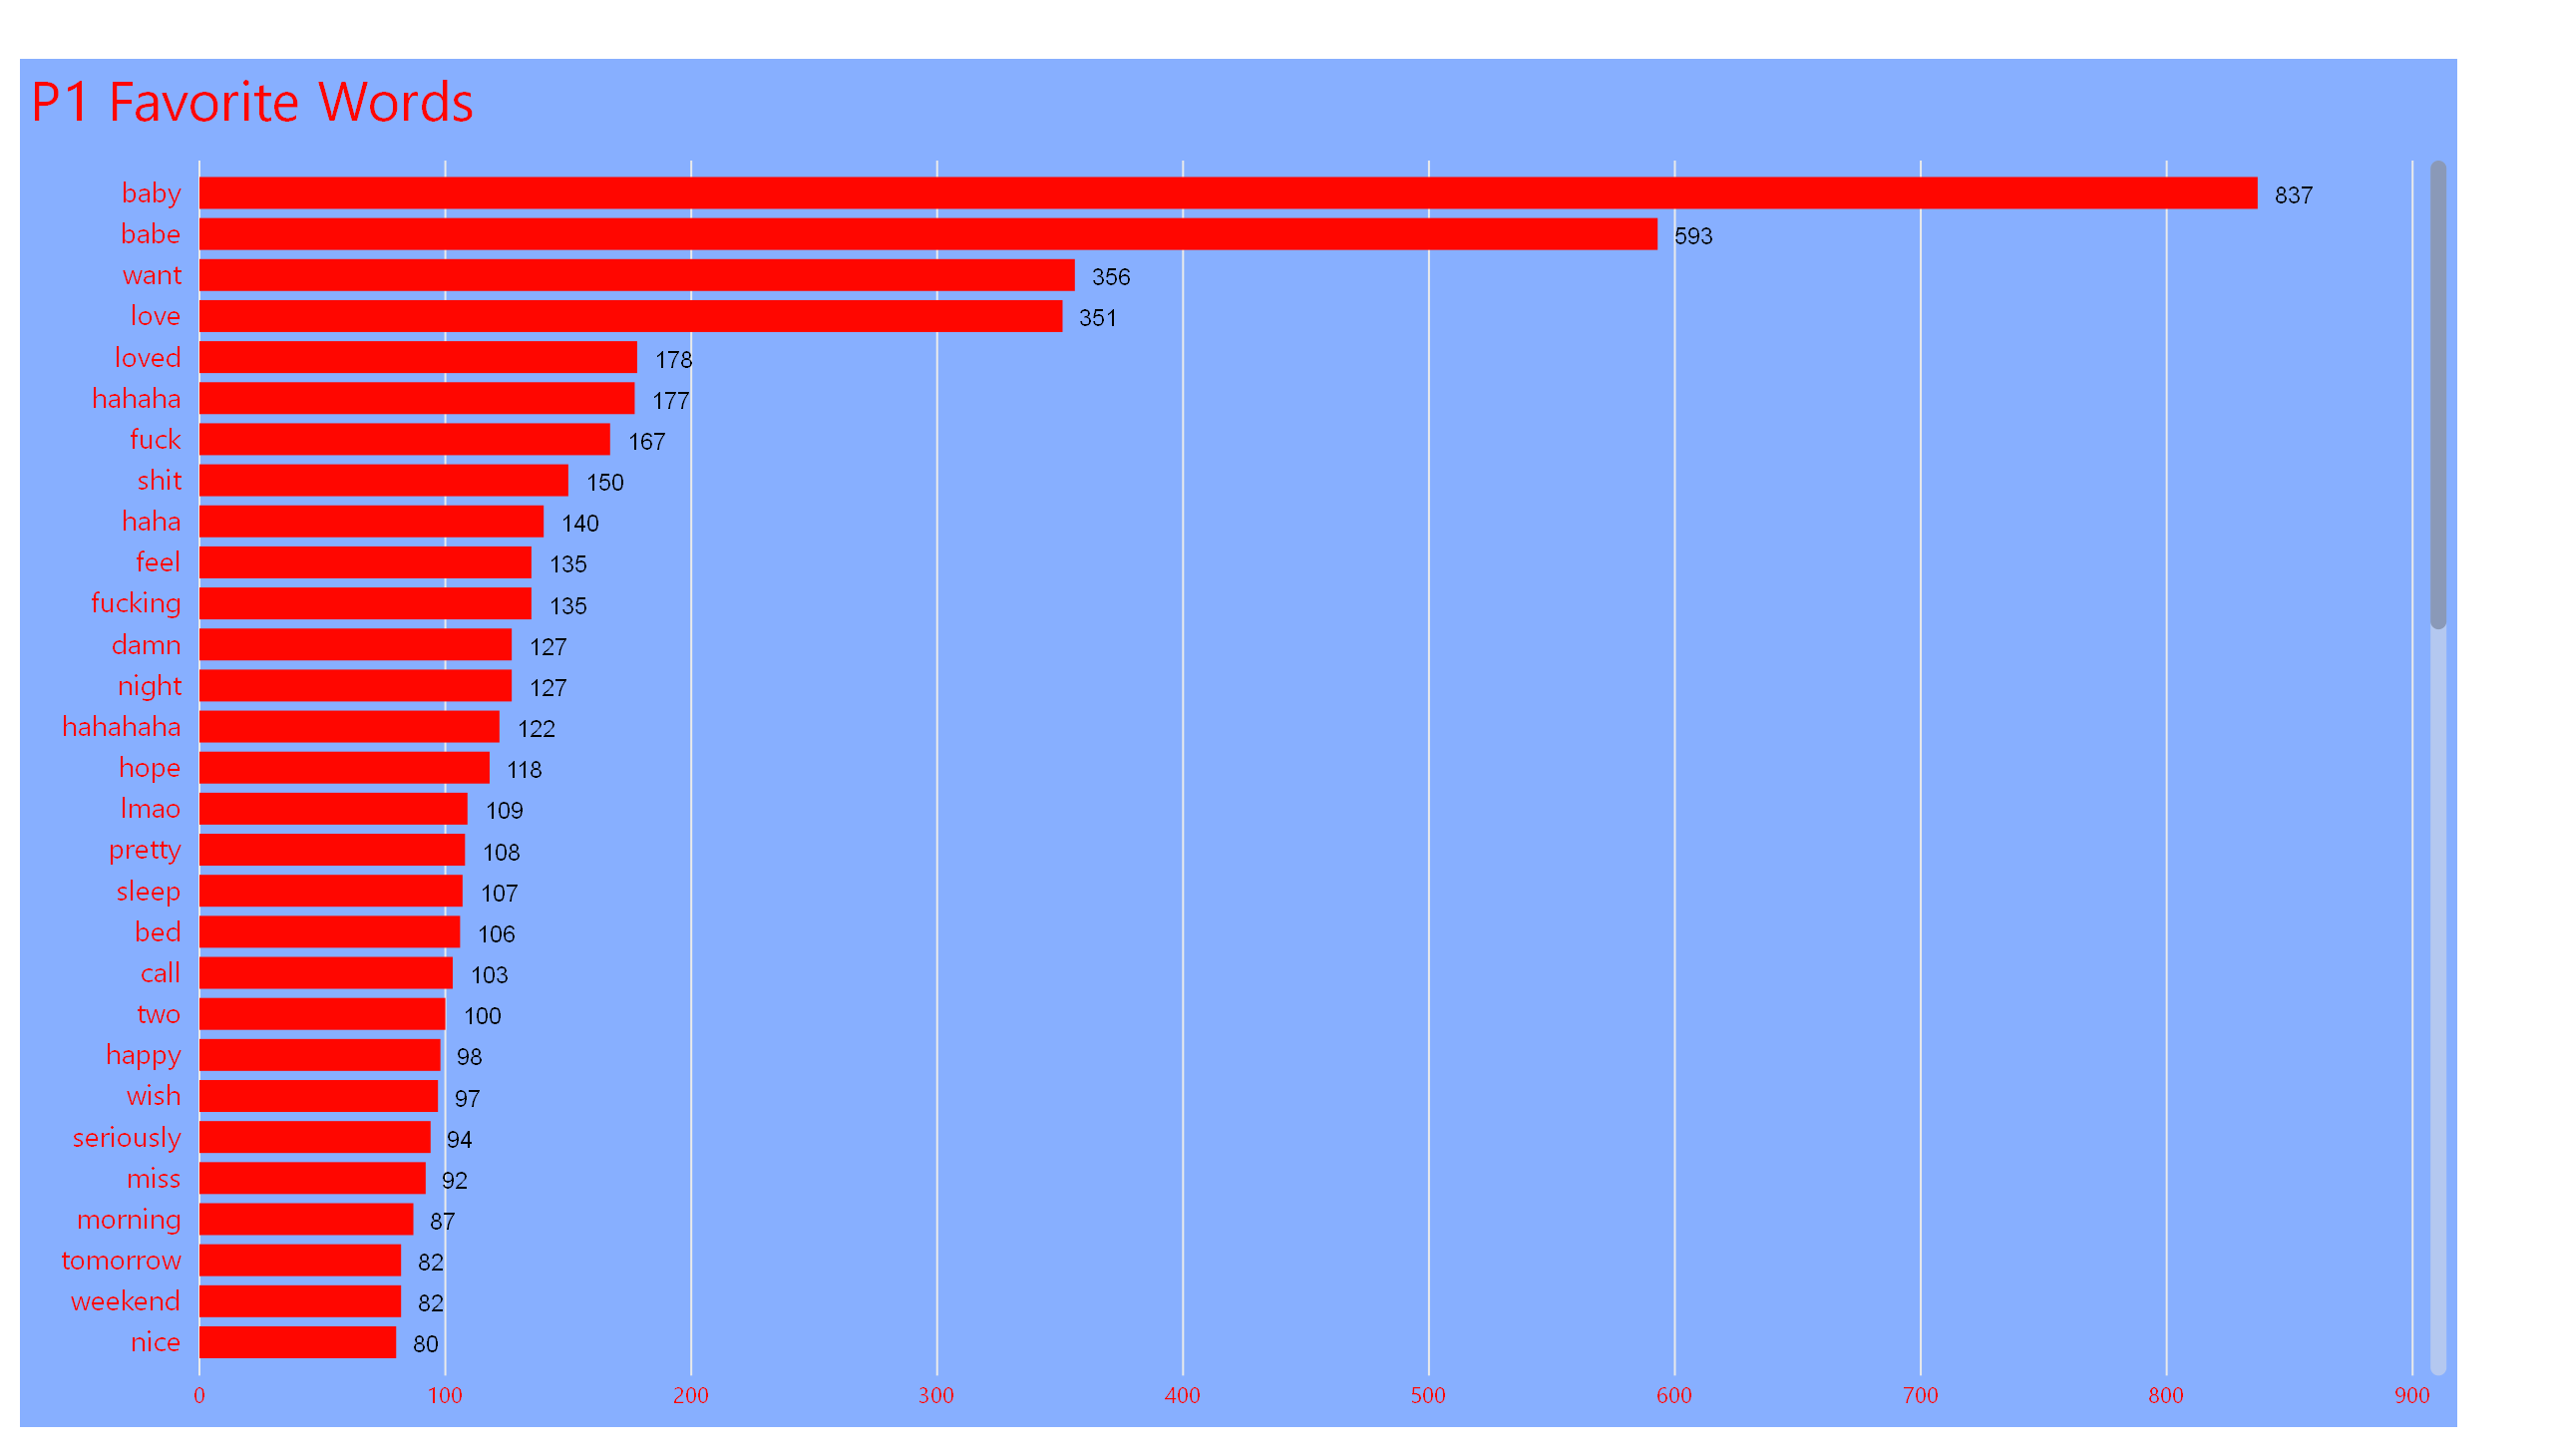 P1 Favorite Words
baby 837
babe 593
want 356
love 351
loved 178
hahaha 177
fuck 167
shit 150
haha 140
feel 135
fucking 135
damn 127
night 127
hahahaha 122
hope 118
lmao 109
pretty 108
sleep 107
bed 106
call 103
two 100
happy 98
wish 97
seriously 94
miss 92
morning 87
tomorrow 82
weekend 82
nice 80
0 100 200 300 400 500 600 700 800 900